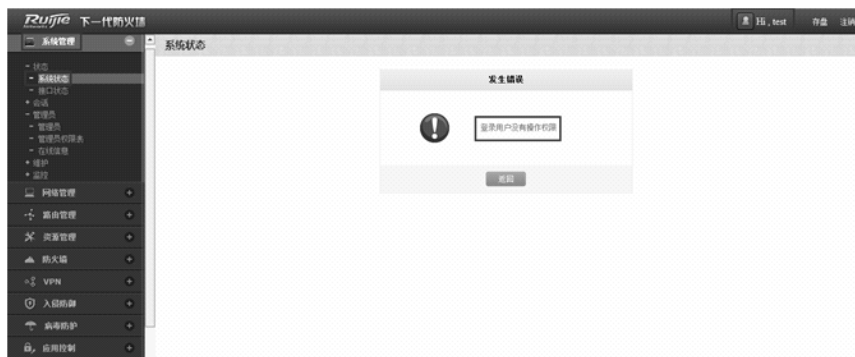 Ruijie 下一代防火墙
Hi , test 存盘 注销
系统管理
系统状态
- 状态
- 系统状态
- 接口状态
• 会话
- 管理员
- 管理员
- 管理员权限表
- 在线信息
• 维护
• 监控
网络管理
路由管理
资源管理
防火墙
VPN
入侵防御
病毒防护
应用控制
发生错误
登录用户没有操作权限
返回